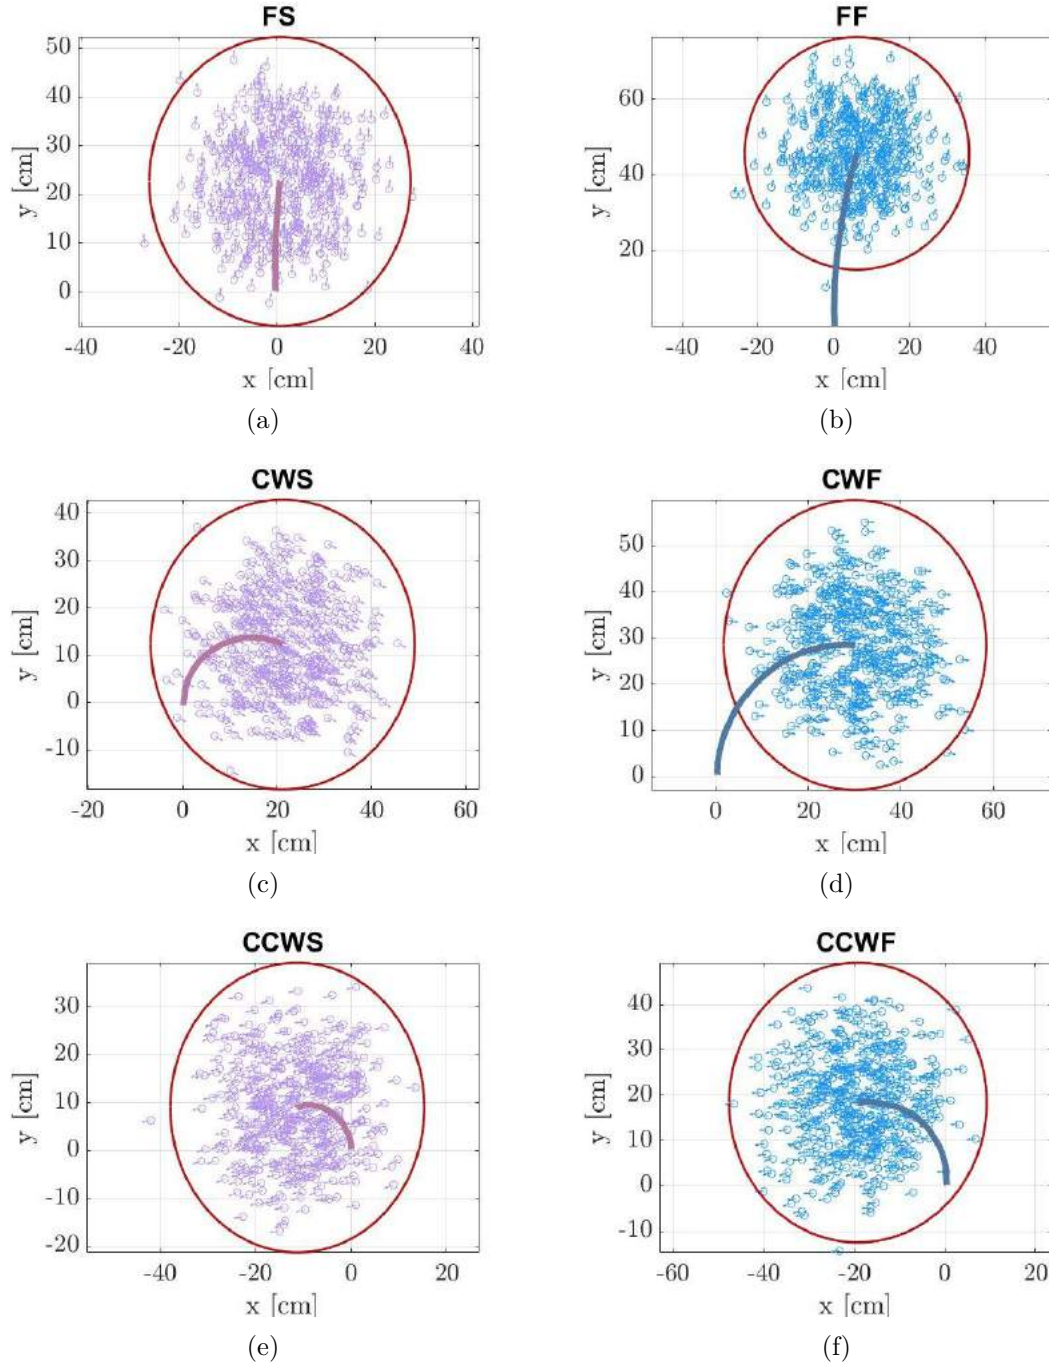 FS
FF
50
40
30
20
10
0
y [cm]
-40 -20 0 20 40
x [cm]
60
40
20
y [cm]
-40 -20 0 20 40
x [cm]
(a)
(b)
CWS
CWF
40
30
20
10
0
-10
y [cm]
-20 0 20 40 60
x [cm]
50
40
30
20
10
0
y [cm]
0 20 40 60
x [cm]
(c)
(d)
CCWS
CCWF
30
20
10
0
-10
-20
y [cm]
-40 -20 0 20
x [cm]
40
30
20
10
0
-10
y [cm]
-60 -40 -20 0 20
x [cm]
(e)
(f)